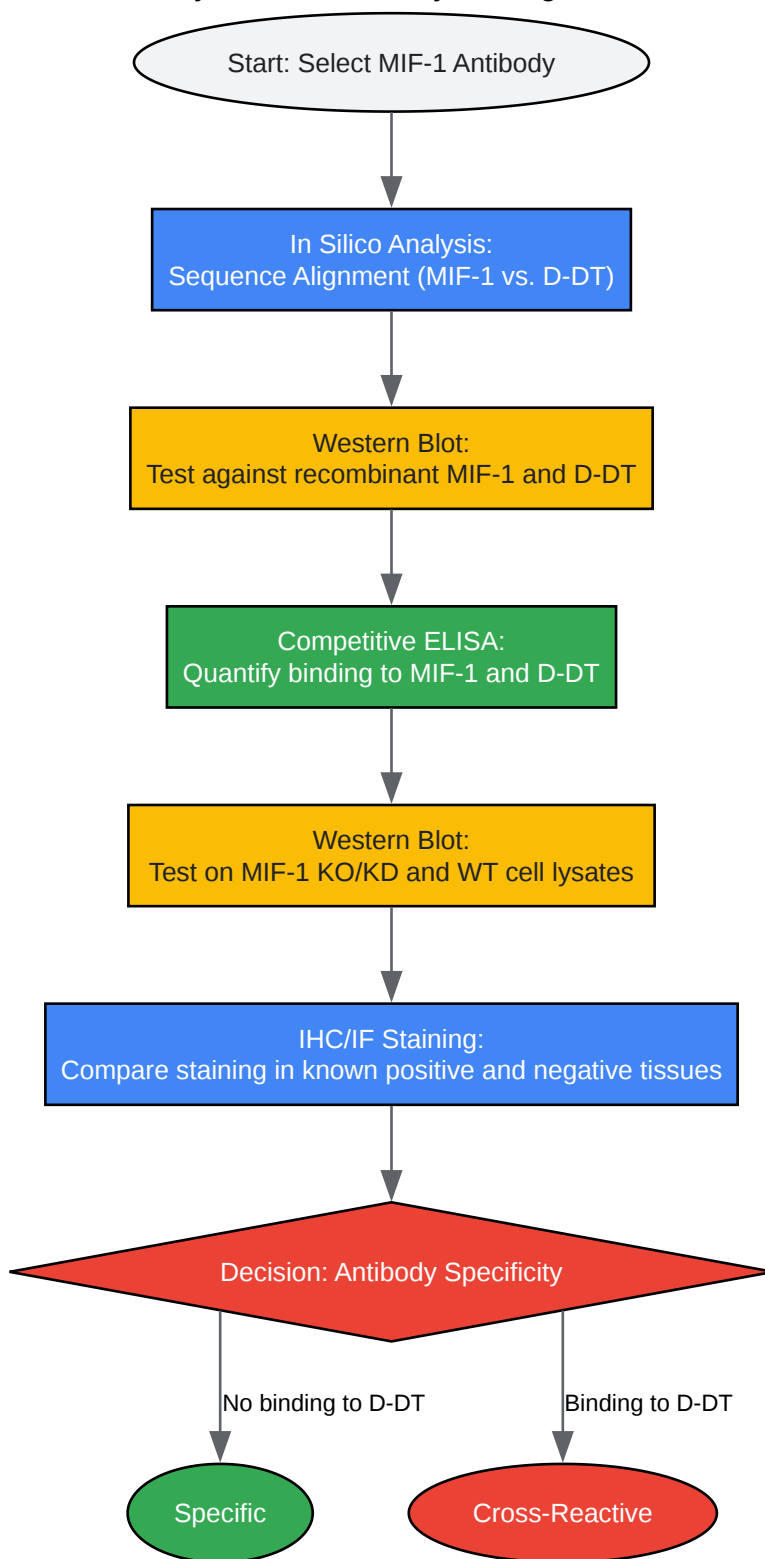 Start: Select MIF-1 Antibody
In Silico Analysis:
Sequence Alignment (MIF-1 vs. D-DT)
Western Blot:
Test against recombinant MIF-1 and D-DT
Competitive ELISA:
Quantify binding to MIF-1 and D-DT
Western Blot:
Test on MIF-1 KO/KD and WT cell lysates
IHC/IF Staining:
Compare staining in known positive and negative tissues
Decision: Antibody Specificity
No binding to D-DT
Binding to D-DT
Specific
Cross-Reactive